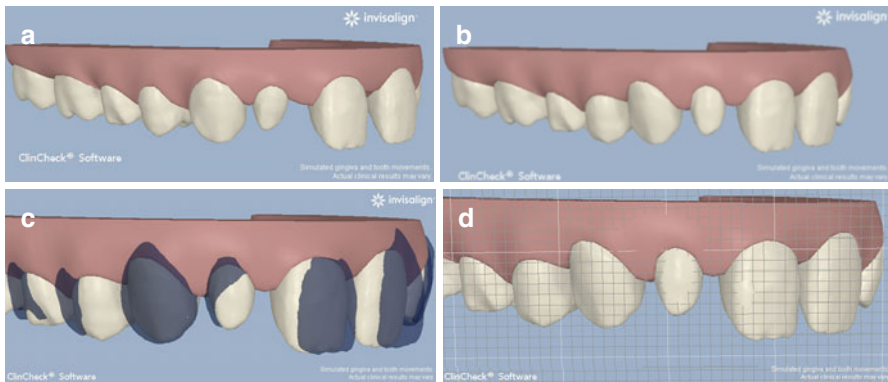 a
invisalign
ClinCheck® Software
Simulated gingiva and tooth movements.
Actual clinical results may vary
b
invisalign
ClinCheck® Software
Simulated gingiva and tooth movements.
Actual clinical results may vary
c
invisalign
ClinCheck® Software
Simulated gingiva and tooth movements.
Actual clinical results may vary
d
ClinCheck® Software
Simulated gingiva and tooth movements.
Actual clinical results may vary